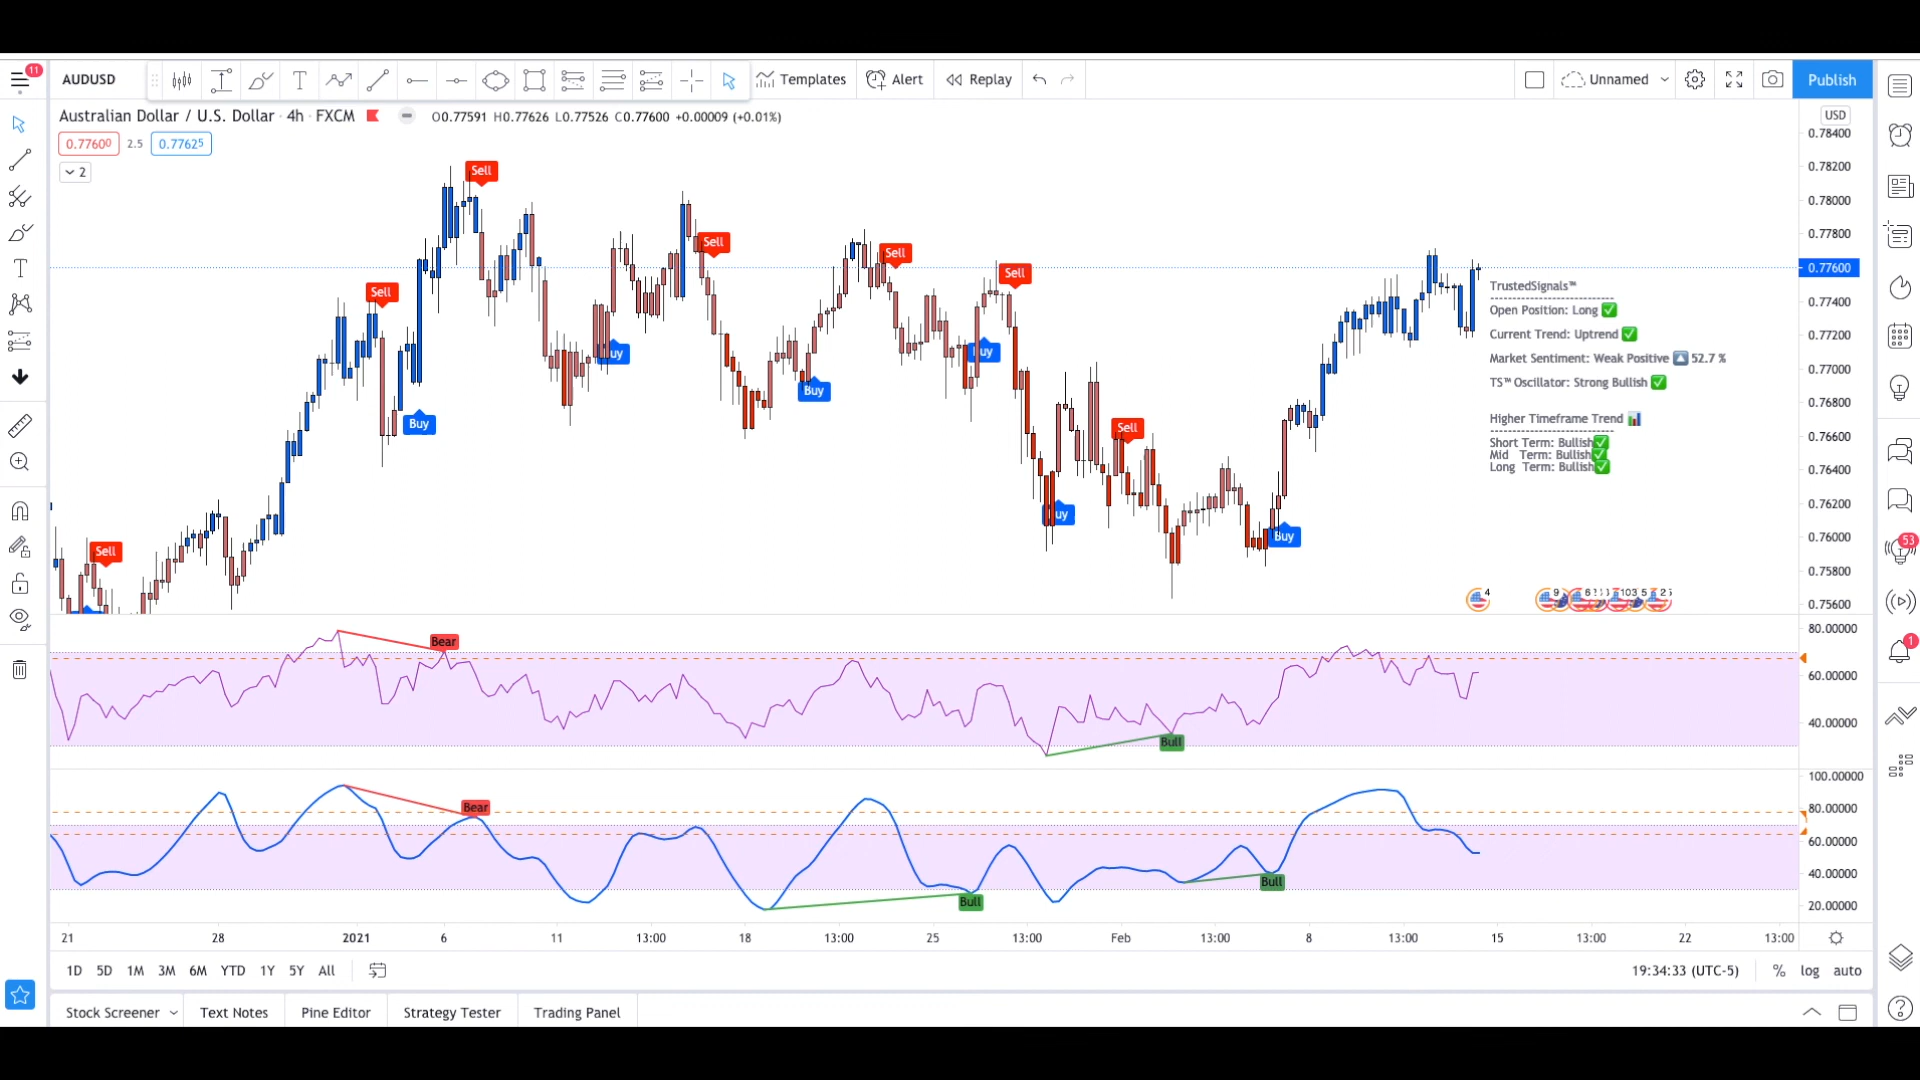 11
AUDUSD
Templates
Alert
Replay
Unnamed
Publish
Australian Dollar / U.S. Dollar · 4h · FXCM
O0.77591 H0.77626 L0.77526 C0.77600 +0.00009 (+0.01%)
0.77600 2.5 0.77625
2
USD
0.78400
0.78200
0.78000
0.77800
0.77600
0.77400
0.77200
0.77000
0.76800
0.76600
0.76400
0.76200
0.76000
0.75800
0.75600
Sell
Sell
Sell
Sell
Sell
Sell
Sell
Buy
uy
Buy
uy
uy
Buy
TrustedSignals™
Open Position: Long ✅
Current Trend: Uptrend ✅
Market Sentiment: Weak Positive 🔼 52.7 %
TS™ Oscillator: Strong Bullish ✅
Higher Timeframe Trend 📊
Short Term: Bullish✅
Mid Term: Bullish✅
Long Term: Bullish✅
4
9
53
1
80.00000
60.00000
40.00000
Bear
Bull
100.00000
80.00000
60.00000
40.00000
20.00000
Bear
Bull
Bull
21 28 2021 6 11 13:00 18 13:00 25 13:00 Feb 13:00 8 13:00 15 13:00 22 13:00
1D 5D 1M 3M 6M YTD 1Y 5Y All
19:34:33 (UTC-5) % log auto
Stock Screener Text Notes Pine Editor Strategy Tester Trading Panel